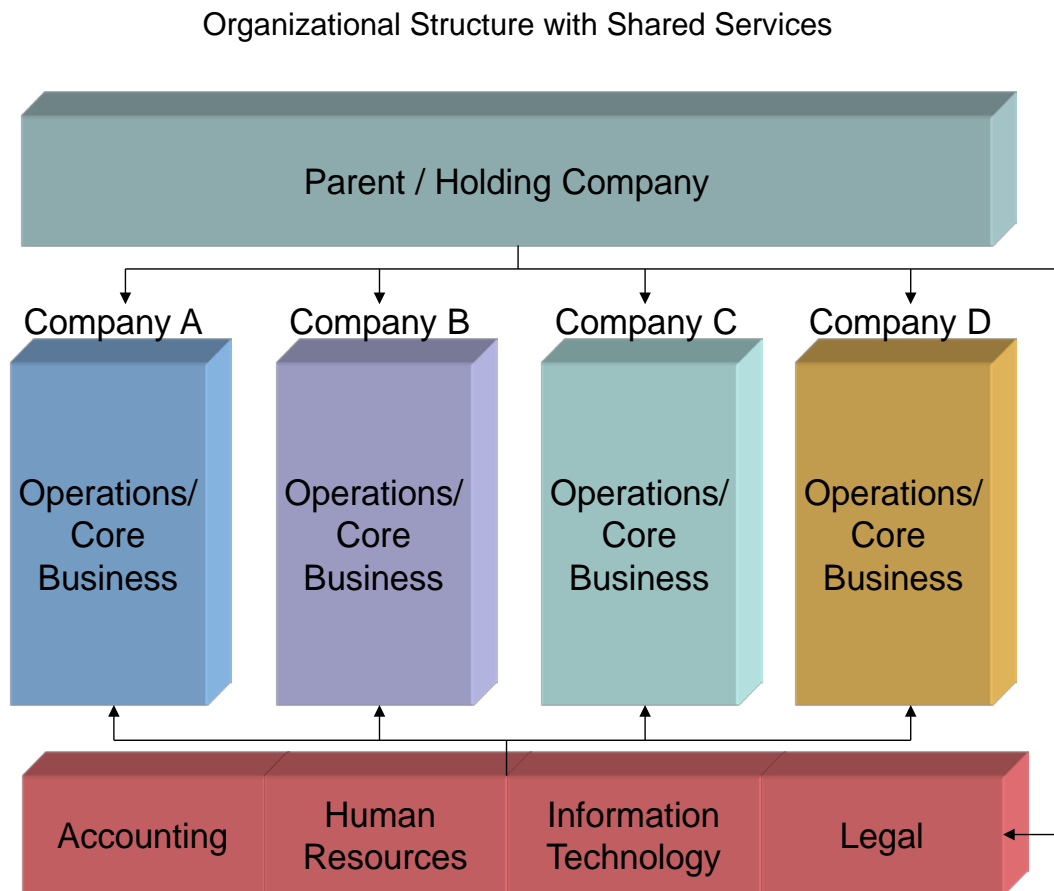 Organizational Structure with Shared Services
Parent / Holding Company
Company A
Company B
Company C
Company D
Operations/
Core
Business
Operations/
Core
Business
Operations/
Core
Business
Operations/
Core
Business
Accounting
Human
Resources
Information
Technology
Legal